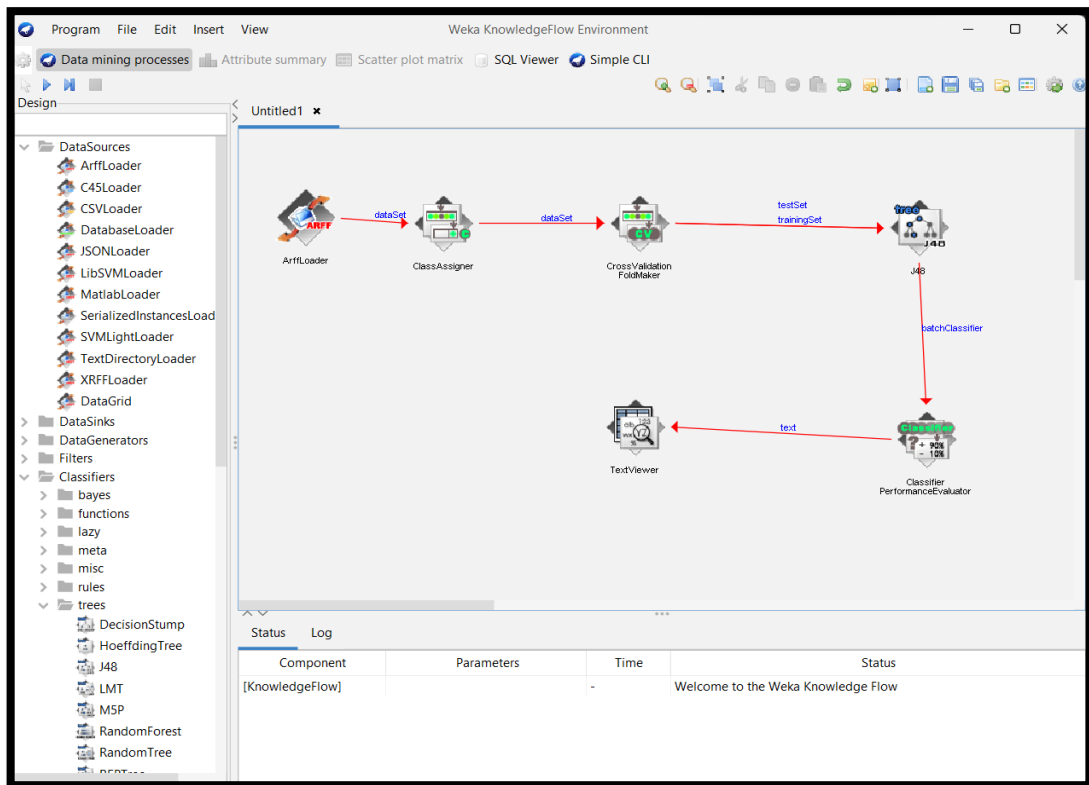 Program File Edit Insert View Weka KnowledgeFlow Environment
Data mining processes Attribute summary Scatter plot matrix SQL Viewer Simple CLI
Design
Untitled1
DataSources
ArffLoader
C45Loader
CSVLoader
DatabaseLoader
JSONLoader
LibSVMLoader
MatlabLoader
SerializedInstancesLoad
SVMLightLoader
TextDirectoryLoader
XRFFLoader
DataGrid
DataSinks
DataGenerators
Filters
Classifiers
bayes
functions
lazy
meta
misc
rules
trees
DecisionStump
HoeffdingTree
J48
LMT
M5P
RandomForest
RandomTree
REPTree
ARFF
ArffLoader
dataSet
C
ClassAssigner
dataSet
CV
CrossValidation
FoldMaker
testSet
trainingSet
tree
J48
J48
batchClassifier
Classifier
? + 90%
- 10%
Classifier
PerformanceEvaluator
text
TextViewer
Status Log
Component Parameters Time Status
[KnowledgeFlow] - Welcome to the Weka Knowledge Flow